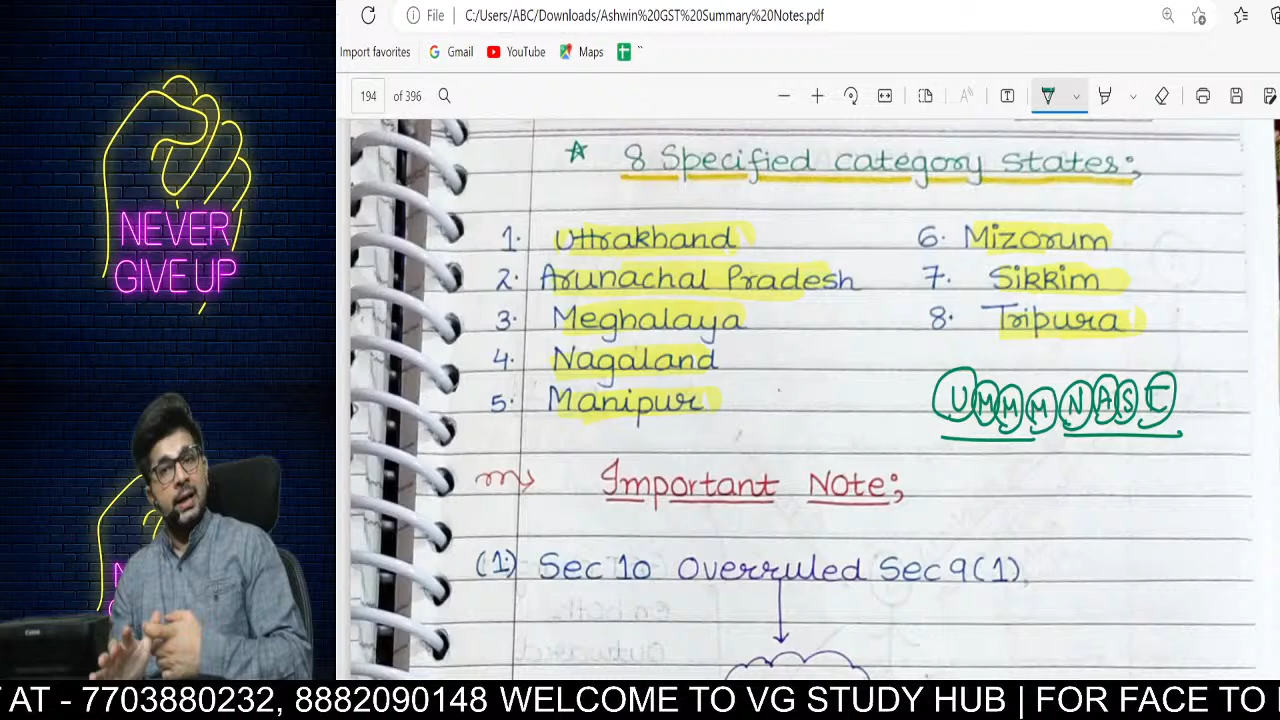 File C:/Users/ABC/Downloads/Ashwin%20GST%20Summary%20Notes.pdf
Import favorites Gmail YouTube Maps
194 of 396
8 Specified category states;
1. Uttrakhand
2. Arunachal Pradesh
3. Meghalaya
4. Nagaland
5. Manipur
6. Mizorum
7. Sikkim
8. Tripura
UMMMNAST
Important Note;
(1) Sec 10 Overruled Sec 9(1)
NEVER
GIVE UP
T AT - 7703880232, 8882090148 WELCOME TO VG STUDY HUB | FOR FACE TO